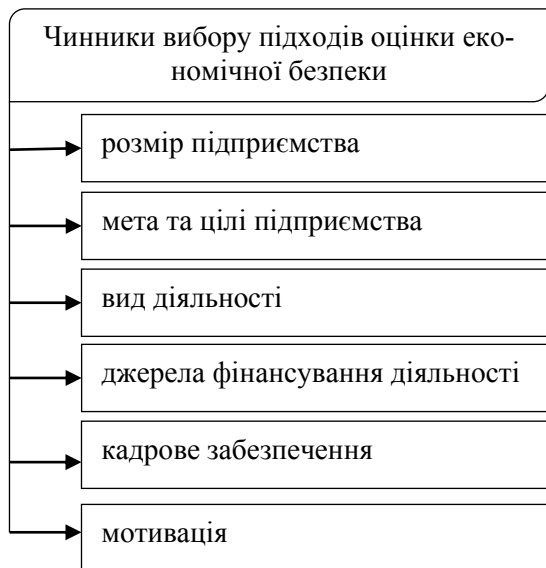 Чинники вибору підходів оцінки еко-
номічної безпеки
розмір підприємства
мета та цілі підприємства
вид діяльності
джерела фінансування діяльності
кадрове забезпечення
мотивація